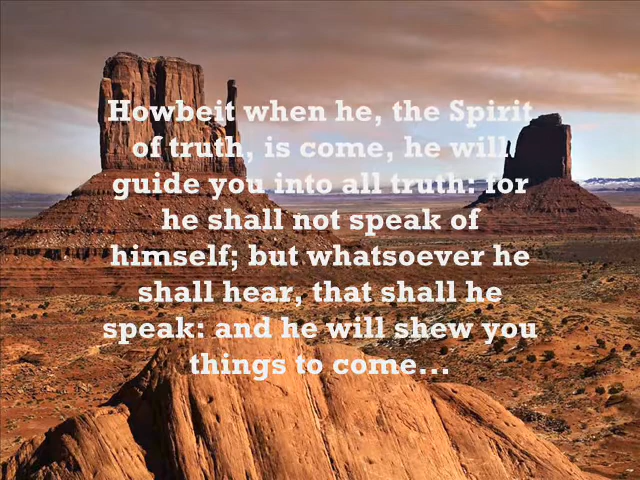 Howbeit when he, the Spirit
of truth, is come, he will
guide you into all truth: for
he shall not speak of
himself; but whatsoever he
shall hear, that shall he
speak: and he will shew you
things to come...